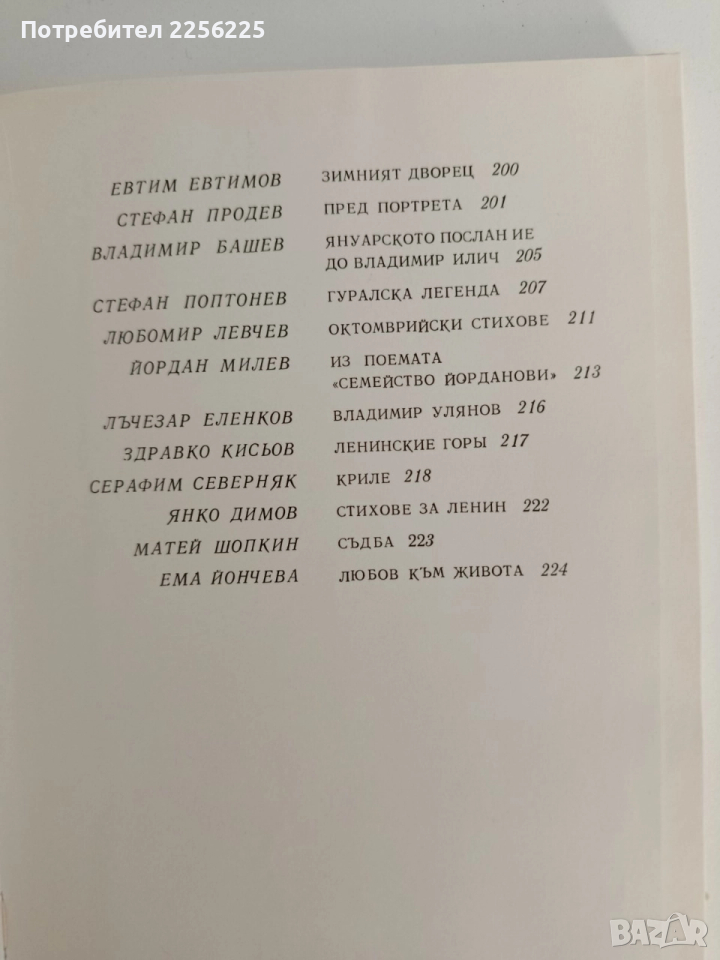 Потребител 2256225
ЕВТИМ ЕВТИМОВ ЗИМНИЯТ ДВОРЕЦ 200
СТЕФАН ПРОДЕВ ПРЕД ПОРТРЕТА 201
ВЛАДИМИР БАШЕВ ЯНУАРСКОТО ПОСЛАНИЕ
ДО ВЛАДИМИР ИЛИЧ 205
СТЕФАН ПОПТОНЕВ ГУРАЛСКА ЛЕГЕНДА 207
ЛЮБОМИР ЛЕВЧЕВ ОКТОМВРИЙСКИ СТИХОВЕ 211
ЙОРДАН МИЛЕВ ИЗ ПОЕМАТА
«СЕМЕЙСТВО ЙОРДАНОВИ» 213
ЛЪЧЕЗАР ЕЛЕНКОВ ВЛАДИМИР УЛЯНОВ 216
ЗДРАВКО КИСЬОВ ЛЕНИНСКИЕ ГОРЫ 217
СЕРАФИМ СЕВЕРНЯК КРИЛЕ 218
ЯНКО ДИМОВ СТИХОВЕ ЗА ЛЕНИН 222
МАТЕЙ ШОПКИН СЪДБА 223
ЕМА ЙОНЧЕВА ЛЮБОВ КЪМ ЖИВОТА 224
BAZAR